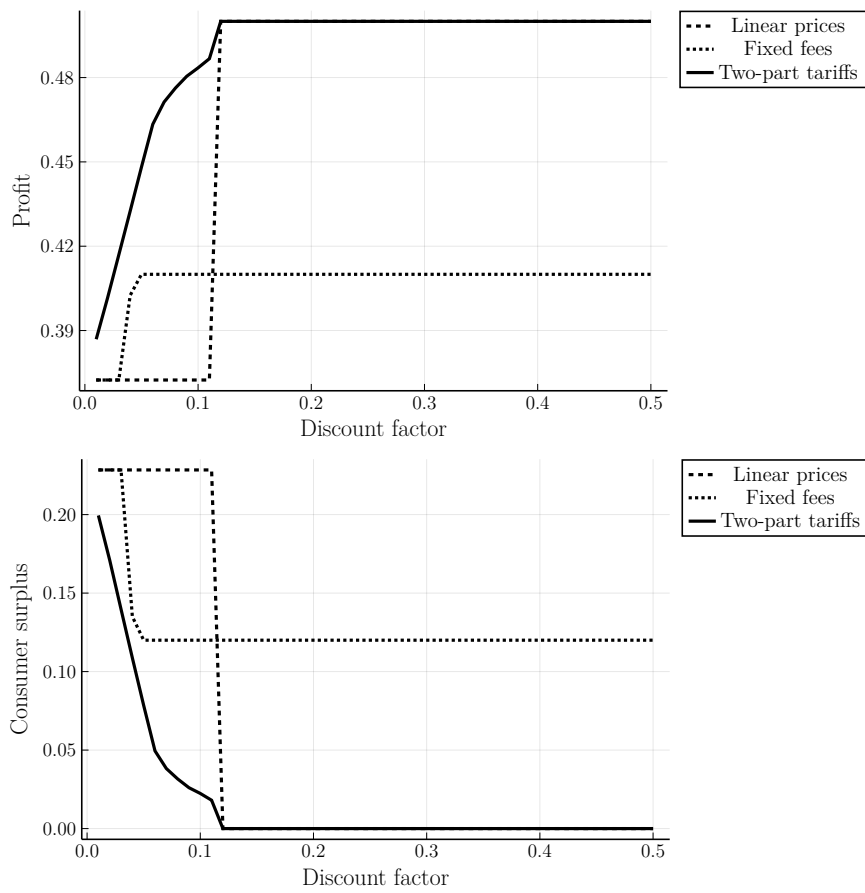 Linear prices
Fixed fees
Two-part tariffs
0.48
0.45
0.42
0.39
Profit
0.0 0.1 0.2 0.3 0.4 0.5
Discount factor
Linear prices
Fixed fees
Two-part tariffs
0.20
0.15
0.10
0.05
0.00
Consumer surplus
0.0 0.1 0.2 0.3 0.4 0.5
Discount factor